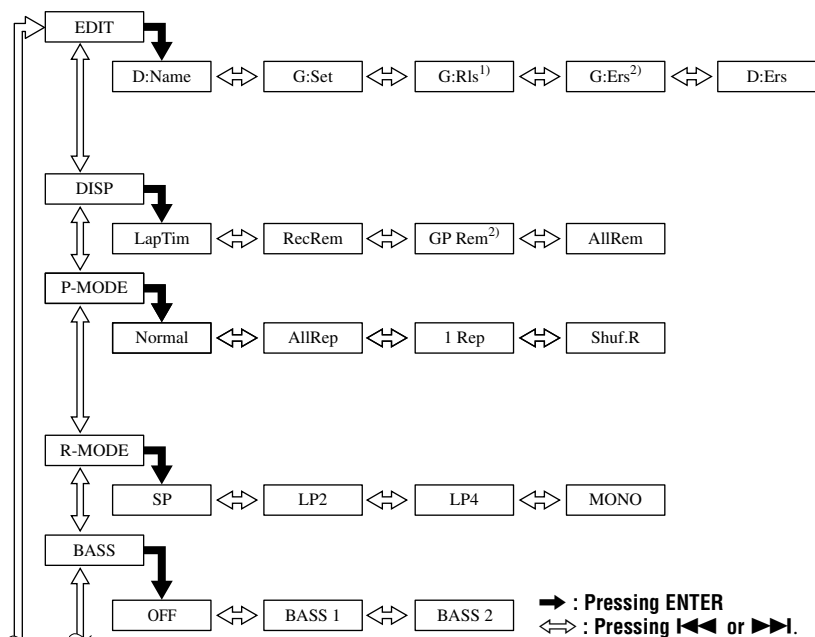 EDIT
D:Name G:Set G:Rls1) G:Ers2) D:Ers
DISP
LapTim RecRem GP Rem2) AllRem
P-MODE
Normal AllRep 1 Rep Shuf.R
R-MODE
SP LP2 LP4 MONO
BASS
OFF BASS 1 BASS 2
: Pressing ENTER
: Pressing or .